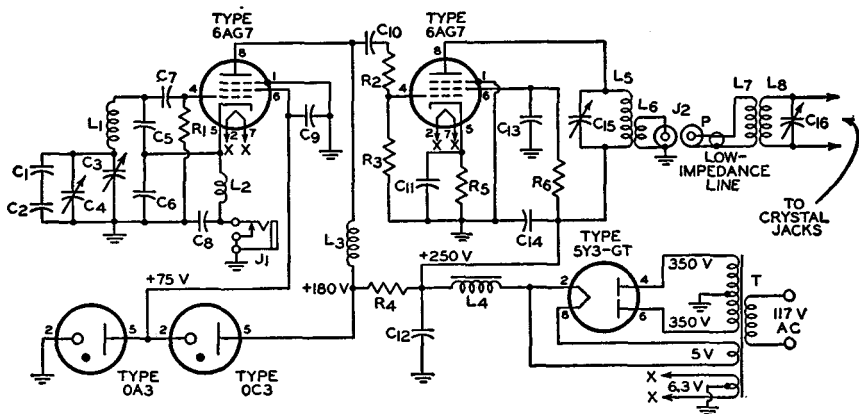 TYPE
6AG7
TYPE
6AG7
C7
8
4
1
6
5
2
7
X X
L1
C5
R1
C9
C1
C2
C3
C4
C6
L2
C8
J1
C10
R2
R3
8
4
1
6
5
2
7
X X
C11
R5
C13
R6
C14
C15
L5
L6
J2
P
L7
L8
C16
LOW-
IMPEDANCE
LINE
TO
CRYSTAL
JACKS
L3
+75 V
+180V
R4
+250 V
L4
C12
TYPE
5Y3-GT
2
8
4
6
350 V
350 V
5V
X
6.3 V
X
T
117 V
AC
2
5
TYPE
0A3
2
5
TYPE
0C3